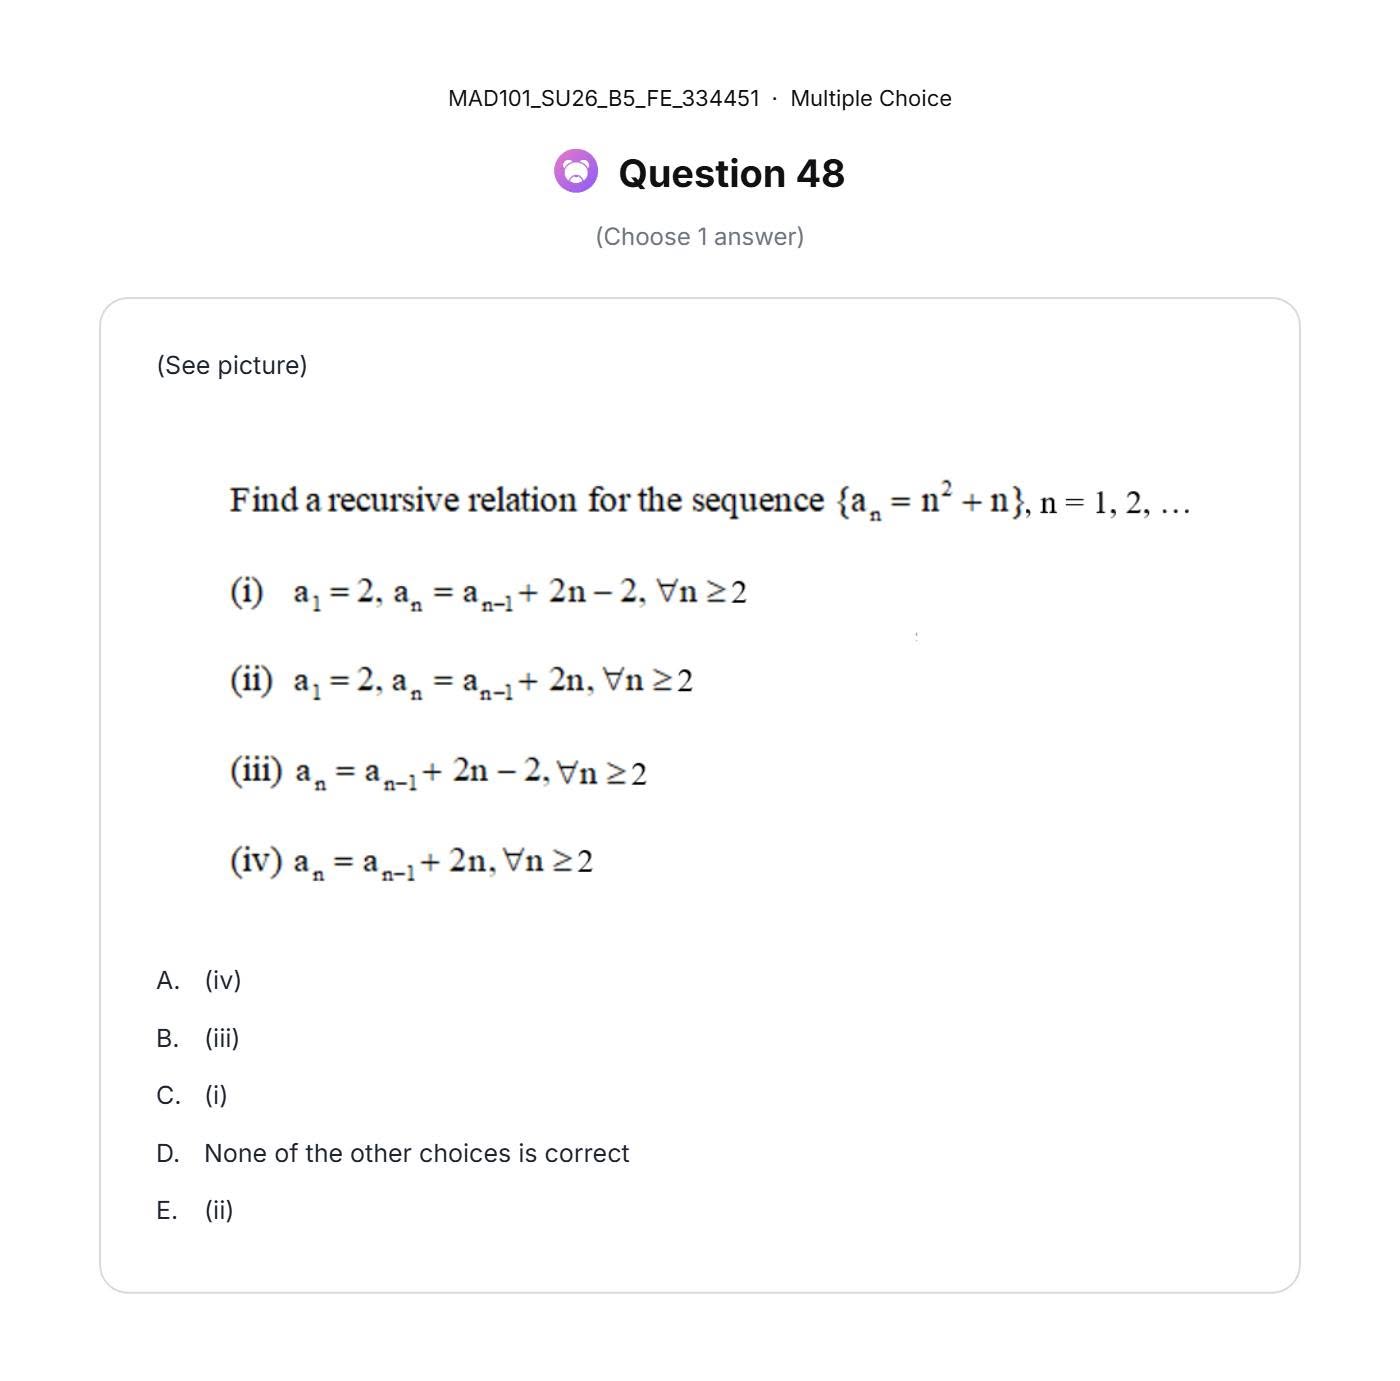 MAD101_SU26_B5_FE_334451 · Multiple Choice
Question 48
(Choose 1 answer)
(See picture)
Find a recursive relation for the sequence {aₙ = n² + n}, n = 1, 2, …
(i) a₁ = 2, aₙ = aₙ₋₁ + 2n – 2, ∀n ≥ 2
(ii) a₁ = 2, aₙ = aₙ₋₁ + 2n, ∀n ≥ 2
(iii) aₙ = aₙ₋₁ + 2n – 2, ∀n ≥ 2
(iv) aₙ = aₙ₋₁ + 2n, ∀n ≥ 2
A. (iv)
B. (iii)
C. (i)
D. None of the other choices is correct
E. (ii)